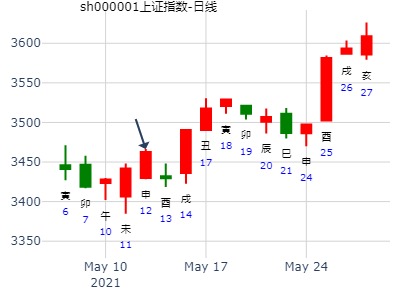 sh000001上证指数-日线
3600
3550
3500
3450
3400
3350
寅
6
卯
7
午
10
未
11
申
12
酉
13
戌
14
丑
17
寅
18
卯
19
辰
20
巳
21
申
24
酉
25
戌
26
亥
27
May 10
2021
May 17
May 24